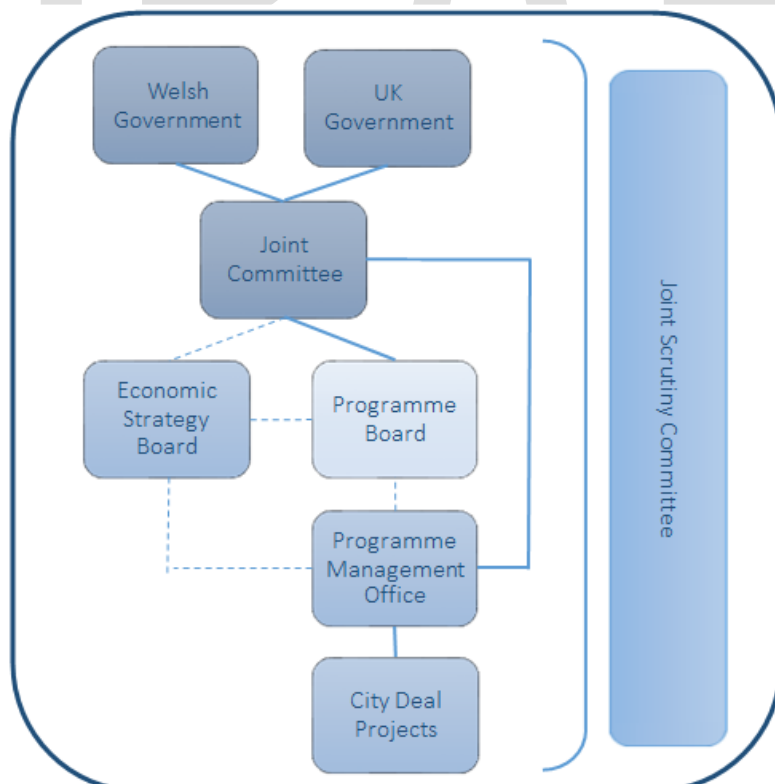 Welsh
Government
UK
Government
Joint
Committee
Economic
Strategy
Board
Programme
Board
Programme
Management
Office
City Deal
Projects
Joint Scrutiny Committee